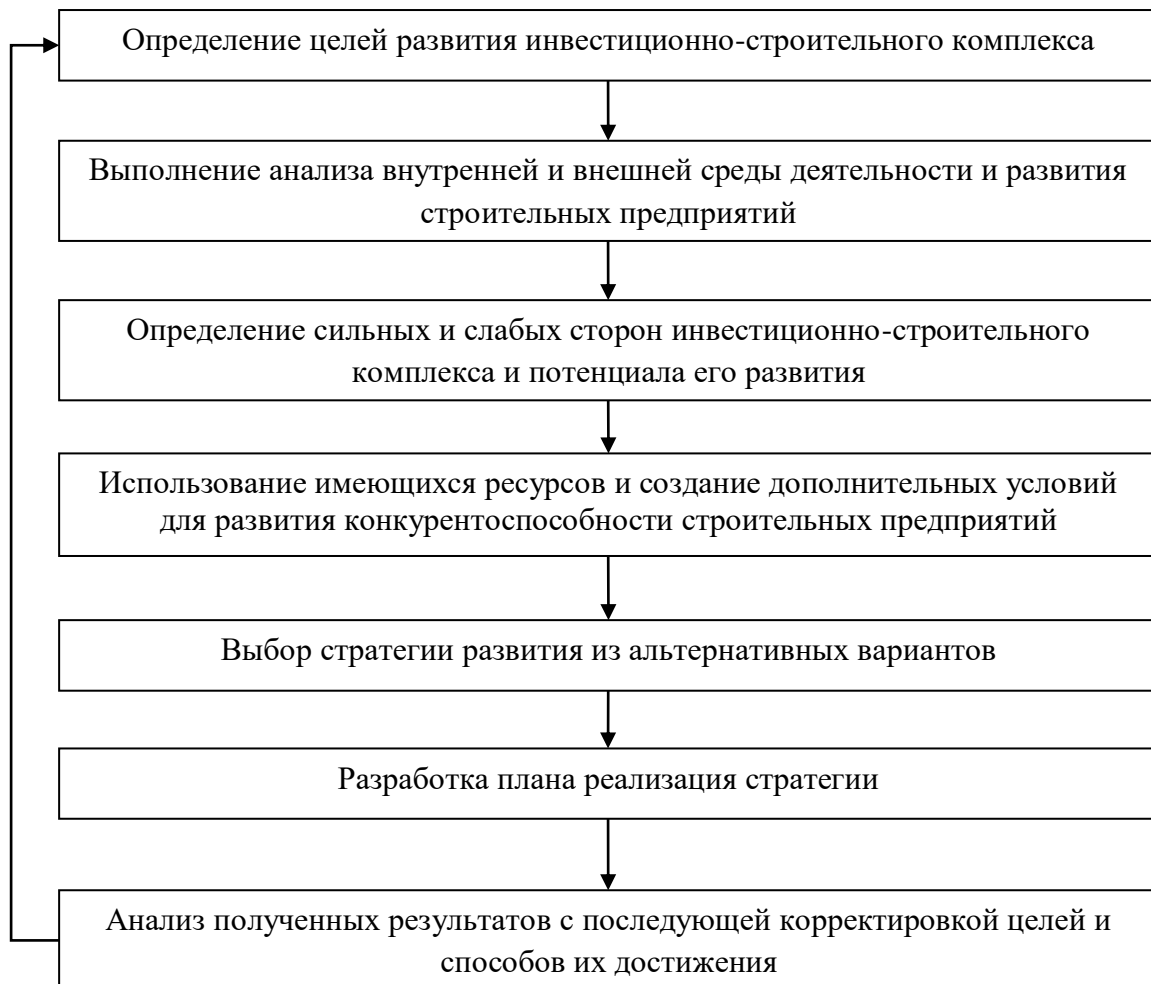 Определение целей развития инвестиционно-строительного комплекса
Выполнение анализа внутренней и внешней среды деятельности и развития
строительных предприятий
Определение сильных и слабых сторон инвестиционно-строительного
комплекса и потенциала его развития
Использование имеющихся ресурсов и создание дополнительных условий
для развития конкурентоспособности строительных предприятий
Выбор стратегии развития из альтернативных вариантов
Разработка плана реализация стратегии
Анализ полученных результатов с последующей корректировкой целей и
способов их достижения